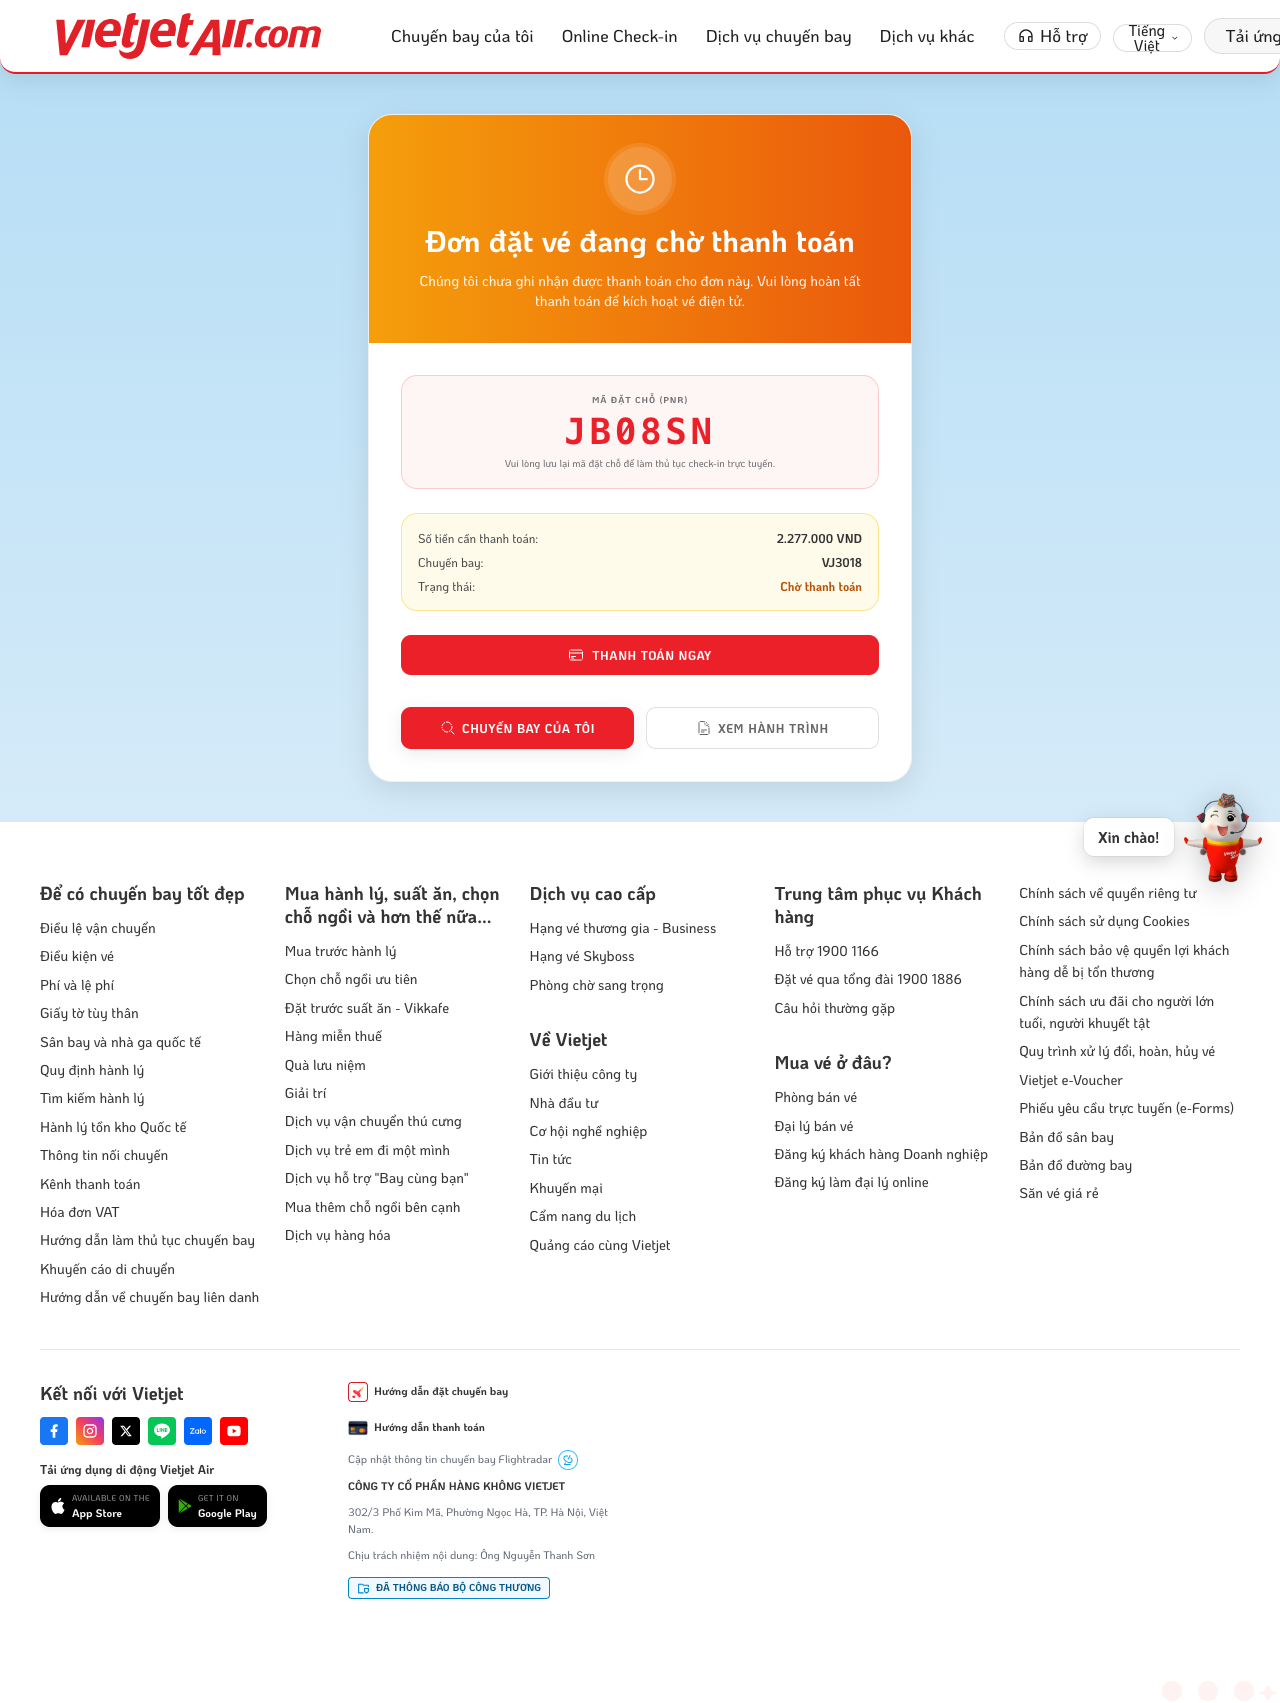 vietjetAir.com
Chuyến bay của tôi
Online Check-in
Dịch vụ chuyến bay
Dịch vụ khác
Hỗ trợ
Tiếng
Việt
Tải ứng
Đơn đặt vé đang chờ thanh toán
Chúng tôi chưa ghi nhận được thanh toán cho đơn này. Vui lòng hoàn tất
thanh toán để kích hoạt vé điện tử.
MÃ ĐẶT CHỖ (PNR)
JB08SN
Vui lòng lưu lại mã đặt chỗ để làm thủ tục check-in trực tuyến.
Số tiền cần thanh toán: 2.277.000 VND
Chuyến bay: VJ3018
Trạng thái: Chờ thanh toán
THANH TOÁN NGAY
CHUYẾN BAY CỦA TÔI
XEM HÀNH TRÌNH
Xin chào!
Để có chuyến bay tốt đẹp
Điều lệ vận chuyển
Điều kiện vé
Phí và lệ phí
Giấy tờ tùy thân
Sân bay và nhà ga quốc tế
Quy định hành lý
Tìm kiếm hành lý
Hành lý tồn kho Quốc tế
Thông tin nối chuyến
Kênh thanh toán
Hóa đơn VAT
Hướng dẫn làm thủ tục chuyến bay
Khuyến cáo di chuyển
Hướng dẫn về chuyến bay liên danh
Mua hành lý, suất ăn, chọn
chỗ ngồi và hơn thế nữa...
Mua trước hành lý
Chọn chỗ ngồi ưu tiên
Đặt trước suất ăn - Vikkafe
Hàng miễn thuế
Quà lưu niệm
Giải trí
Dịch vụ vận chuyển thú cưng
Dịch vụ trẻ em đi một mình
Dịch vụ hỗ trợ "Bay cùng bạn"
Mua thêm chỗ ngồi bên cạnh
Dịch vụ hàng hóa
Dịch vụ cao cấp
Hạng vé thương gia - Business
Hạng vé Skyboss
Phòng chờ sang trọng
Về Vietjet
Giới thiệu công ty
Nhà đầu tư
Cơ hội nghề nghiệp
Tin tức
Khuyến mại
Cẩm nang du lịch
Quảng cáo cùng Vietjet
Trung tâm phục vụ Khách
hàng
Hỗ trợ 1900 1166
Đặt vé qua tổng đài 1900 1886
Câu hỏi thường gặp
Mua vé ở đâu?
Phòng bán vé
Đại lý bán vé
Đăng ký khách hàng Doanh nghiệp
Đăng ký làm đại lý online
Chính sách về quyền riêng tư
Chính sách sử dụng Cookies
Chính sách bảo vệ quyền lợi khách
hàng dễ bị tổn thương
Chính sách ưu đãi cho người lớn
tuổi, người khuyết tật
Quy trình xử lý đổi, hoàn, hủy vé
Vietjet e-Voucher
Phiếu yêu cầu trực tuyến (e-Forms)
Bản đồ sân bay
Bản đồ đường bay
Săn vé giá rẻ
Kết nối với Vietjet
Zalo
Tải ứng dụng di động Vietjet Air
AVAILABLE ON THE
App Store
GET IT ON
Google Play
Hướng dẫn đặt chuyến bay
Hướng dẫn thanh toán
Cập nhật thông tin chuyến bay Flightradar
CÔNG TY CỔ PHẦN HÀNG KHÔNG VIETJET
302/3 Phố Kim Mã, Phường Ngọc Hà, TP. Hà Nội, Việt
Nam.
Chịu trách nhiệm nội dung: Ông Nguyễn Thanh Sơn
ĐÃ THÔNG BÁO BỘ CÔNG THƯƠNG